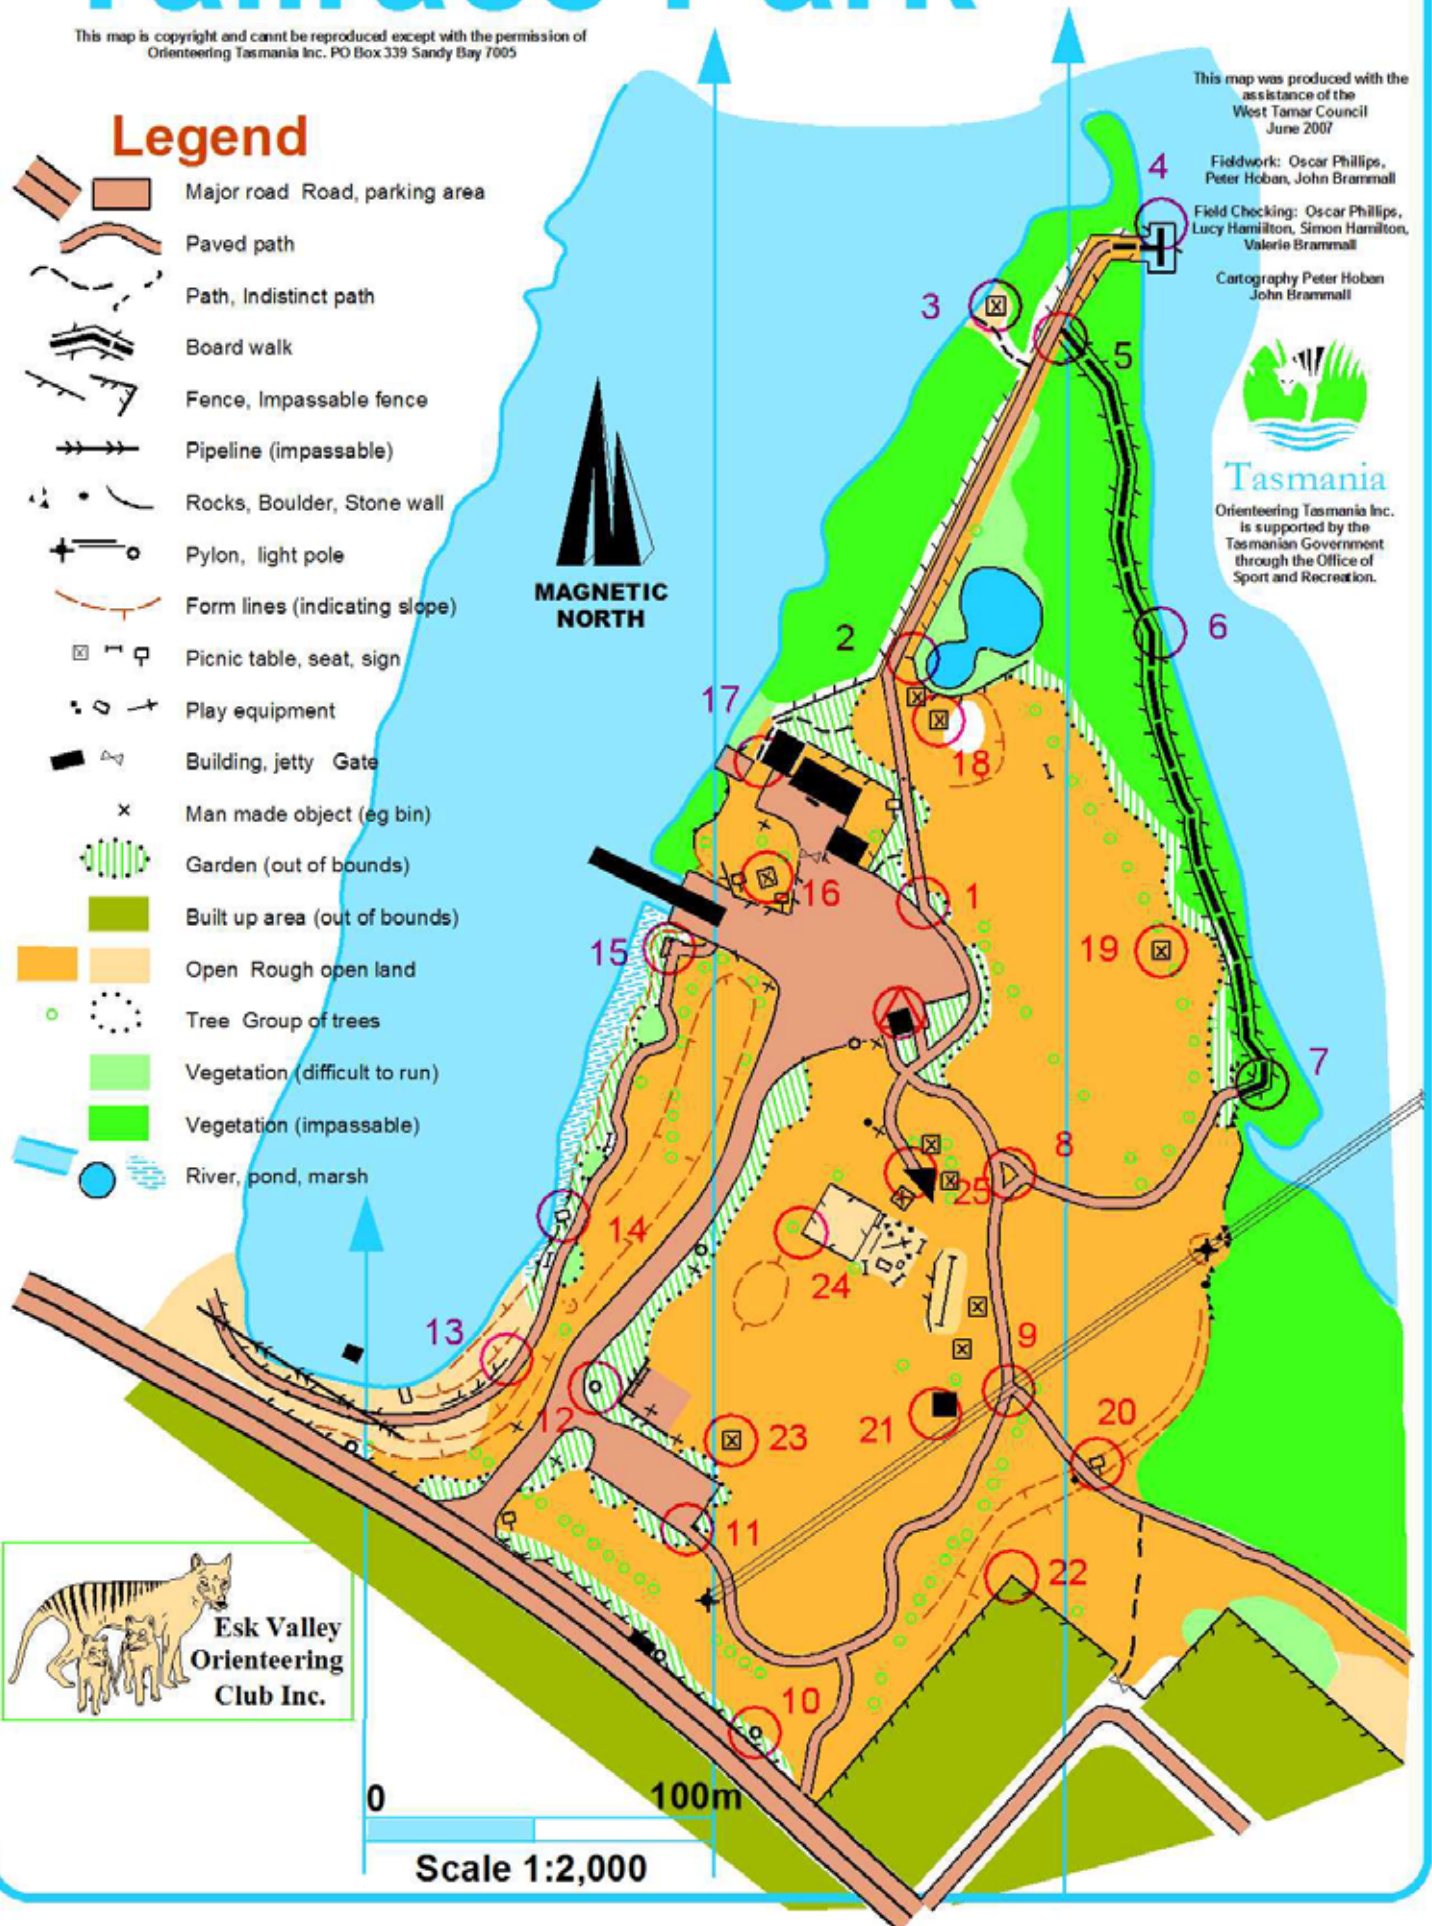 This map is copyright and cannt be reproduced except with the permission of
Orienteering Tasmania Inc. PO Box 339 Sandy Bay 7005
This map was produced with the
assistance of the
West Tamar Council
June 2007
Fieldwork: Oscar Phillips,
Peter Hoban, John Brammall
Field Checking: Oscar Phillips,
Lucy Hamiilton, Simon Hamilton,
Valerie Brammall
Cartography Peter Hoban
John Brammall
Tasmania
Orienteering Tasmania Inc.
is supported by the
Tasmanian Government
through the Office of
Sport and Recreation.
Legend
Major road Road, parking area
Paved path
Path, Indistinct path
Board walk
Fence, Impassable fence
Pipeline (impassable)
Rocks, Boulder, Stone wall
Pylon, light pole
Form lines (indicating slope)
Picnic table, seat, sign
Play equipment
Building, jetty Gate
Man made object (eg bin)
Garden (out of bounds)
Built up area (out of bounds)
Open Rough open land
Tree Group of trees
Vegetation (difficult to run)
Vegetation (impassable)
River, pond, marsh
MAGNETIC
NORTH
4
3
5
6
2
17
18
1
16
19
15
7
8
25
14
24
13
9
20
12
23
21
11
22
10
Esk Valley
Orienteering
Club Inc.
0 100m
Scale 1:2,000